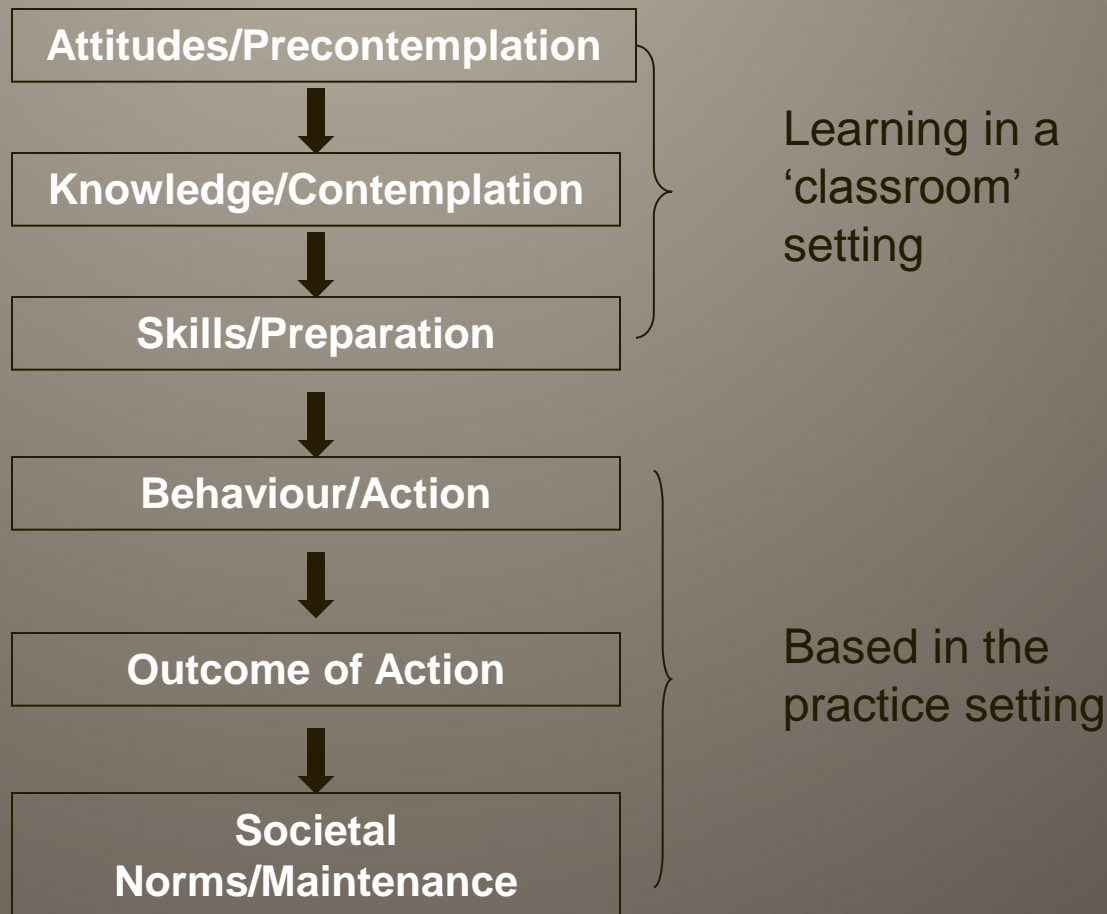 Attitudes/Precontemplation
Knowledge/Contemplation
Skills/Preparation
Learning in a
‘classroom’
setting
Behaviour/Action
Outcome of Action
Societal
Norms/Maintenance
Based in the
practice setting